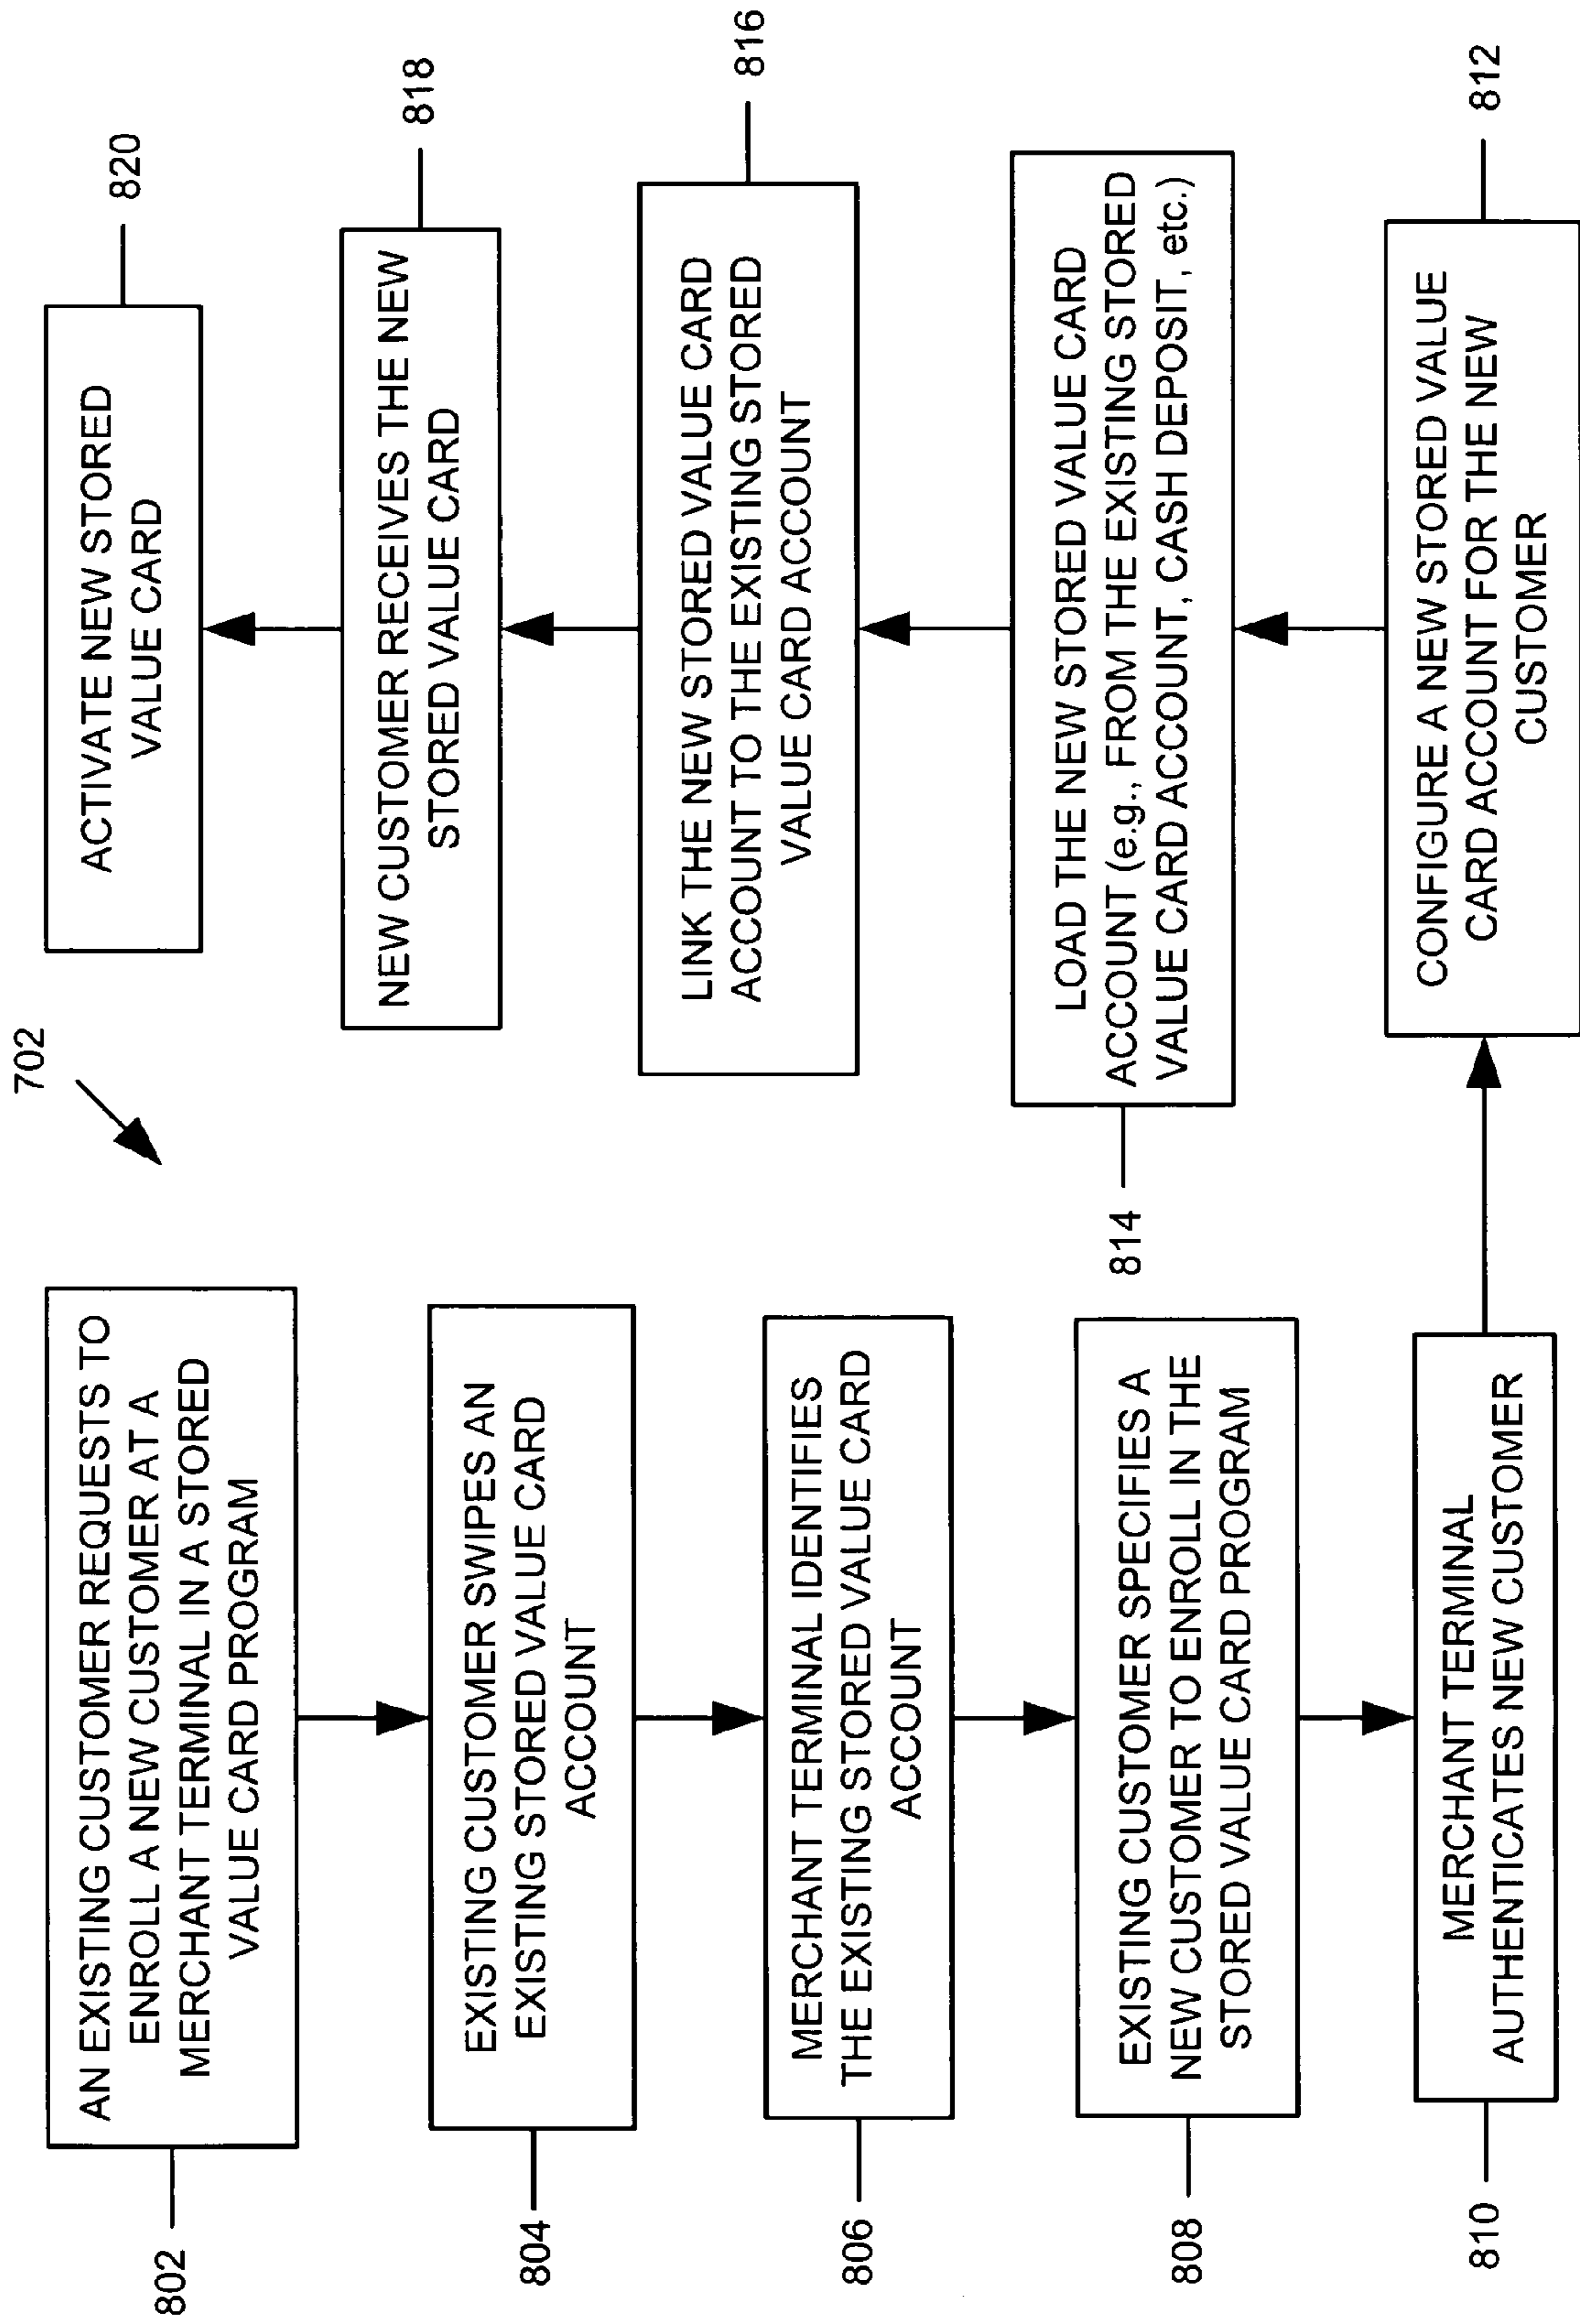 702
802
AN EXISTING CUSTOMER REQUESTS TO
ENROLL A NEW CUSTOMER AT A
MERCHANT TERMINAL IN A STORED
VALUE CARD PROGRAM
804
EXISTING CUSTOMER SWIPES AN
EXISTING STORED VALUE CARD
ACCOUNT
806
MERCHANT TERMINAL IDENTIFIES
THE EXISTING STORED VALUE CARD
ACCOUNT
808
EXISTING CUSTOMER SPECIFIES A
NEW CUSTOMER TO ENROLL IN THE
STORED VALUE CARD PROGRAM
810
MERCHANT TERMINAL
AUTHENTICATES NEW CUSTOMER
CONFIGURE A NEW STORED VALUE
CARD ACCOUNT FOR THE NEW
CUSTOMER
812
814
LOAD THE NEW STORED VALUE CARD
ACCOUNT (e.g., FROM THE EXISTING STORED
VALUE CARD ACCOUNT, CASH DEPOSIT, etc.)
LINK THE NEW STORED VALUE CARD
ACCOUNT TO THE EXISTING STORED
VALUE CARD ACCOUNT
816
NEW CUSTOMER RECEIVES THE NEW
STORED VALUE CARD
818
ACTIVATE NEW STORED
VALUE CARD
820